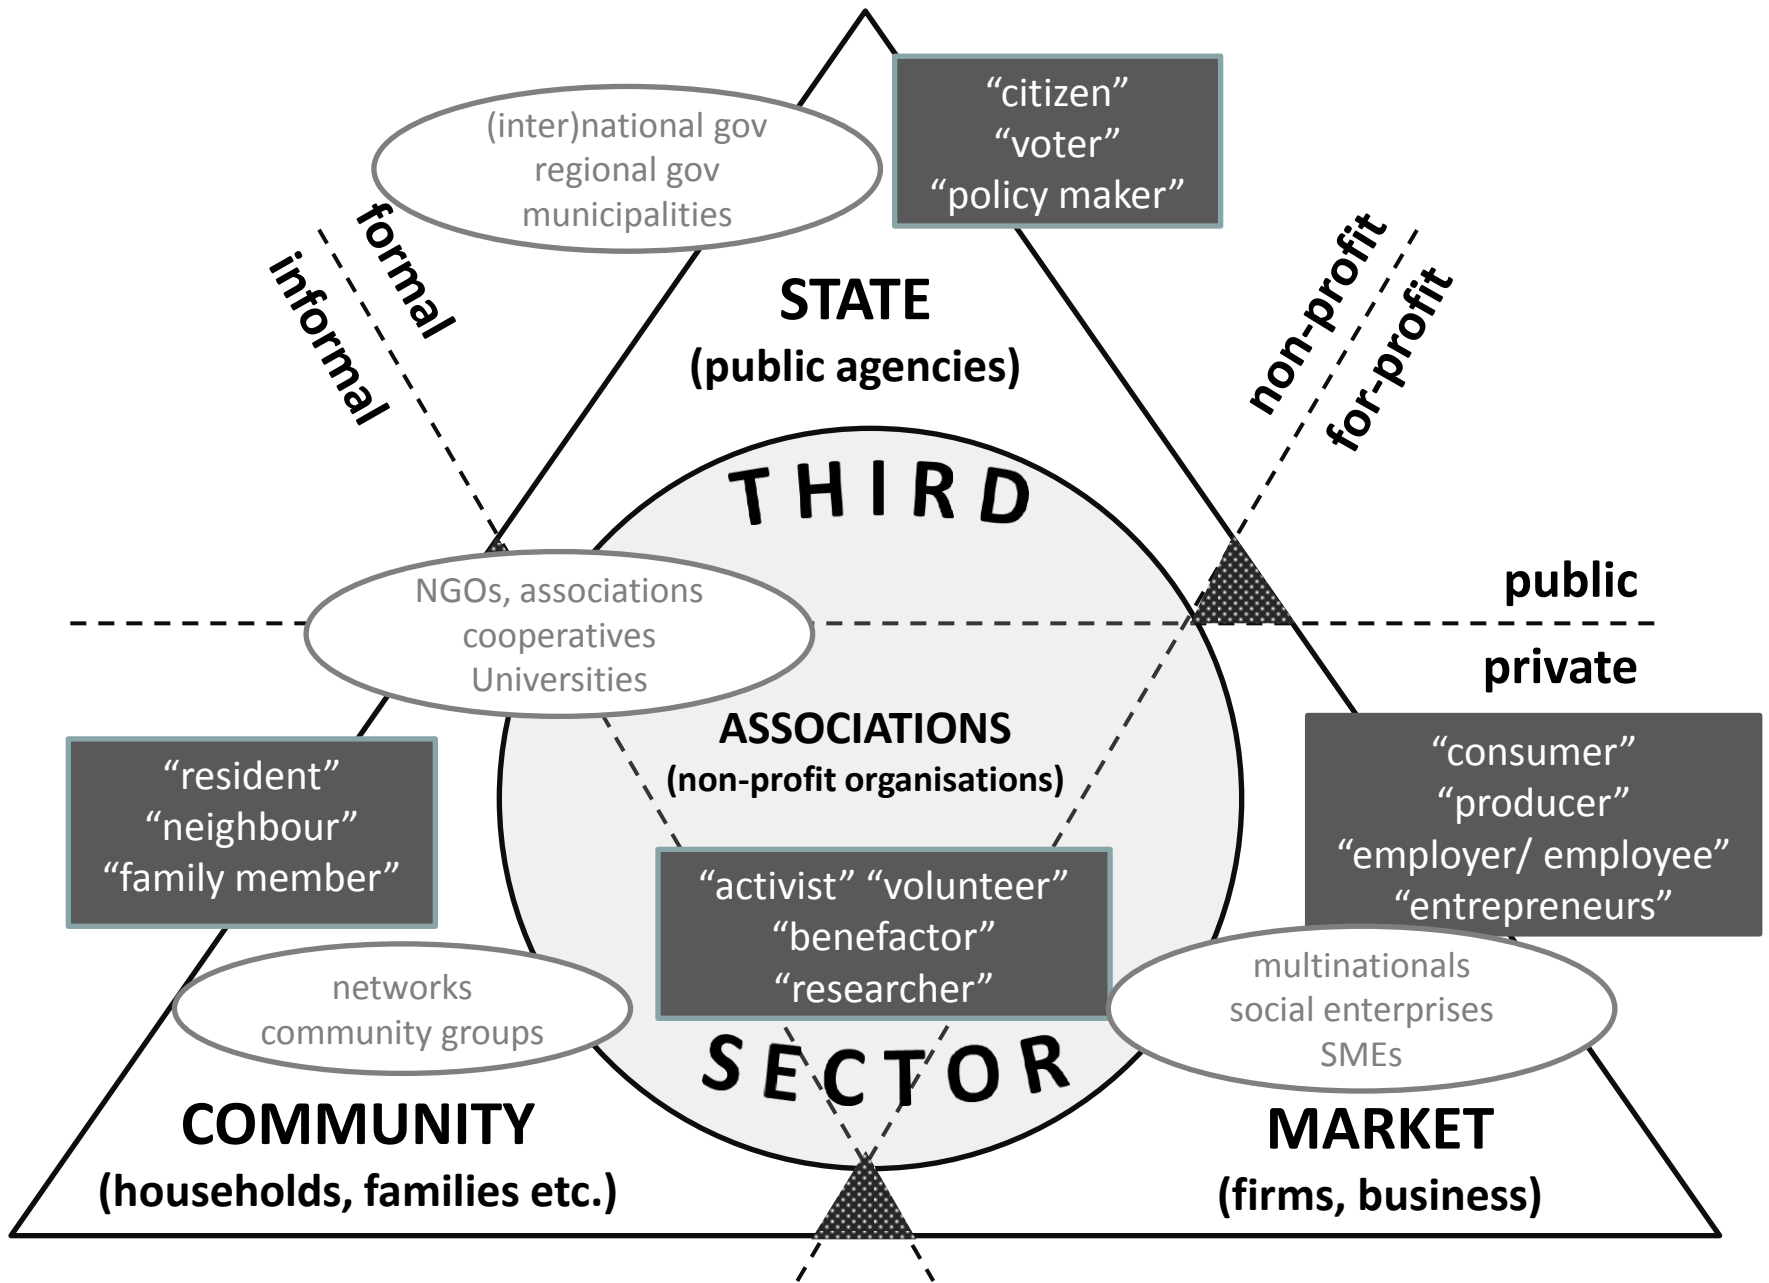 (inter)national gov
regional gov
municipalities
“citizen”
“voter”
“policy maker”
formal
informal
non-profit
for-profit
STATE
(public agencies)
THIRD
NGOs, associations
cooperatives
Universities
public
private
ASSOCIATIONS
(non-profit organisations)
“resident”
“neighbour”
“family member”
“consumer”
“producer”
“employer/ employee”
“entrepreneurs”
“activist” “volunteer”
“benefactor”
“researcher”
networks
community groups
multinationals
social enterprises
SMEs
SECTOR
COMMUNITY
(households, families etc.)
MARKET
(firms, business)